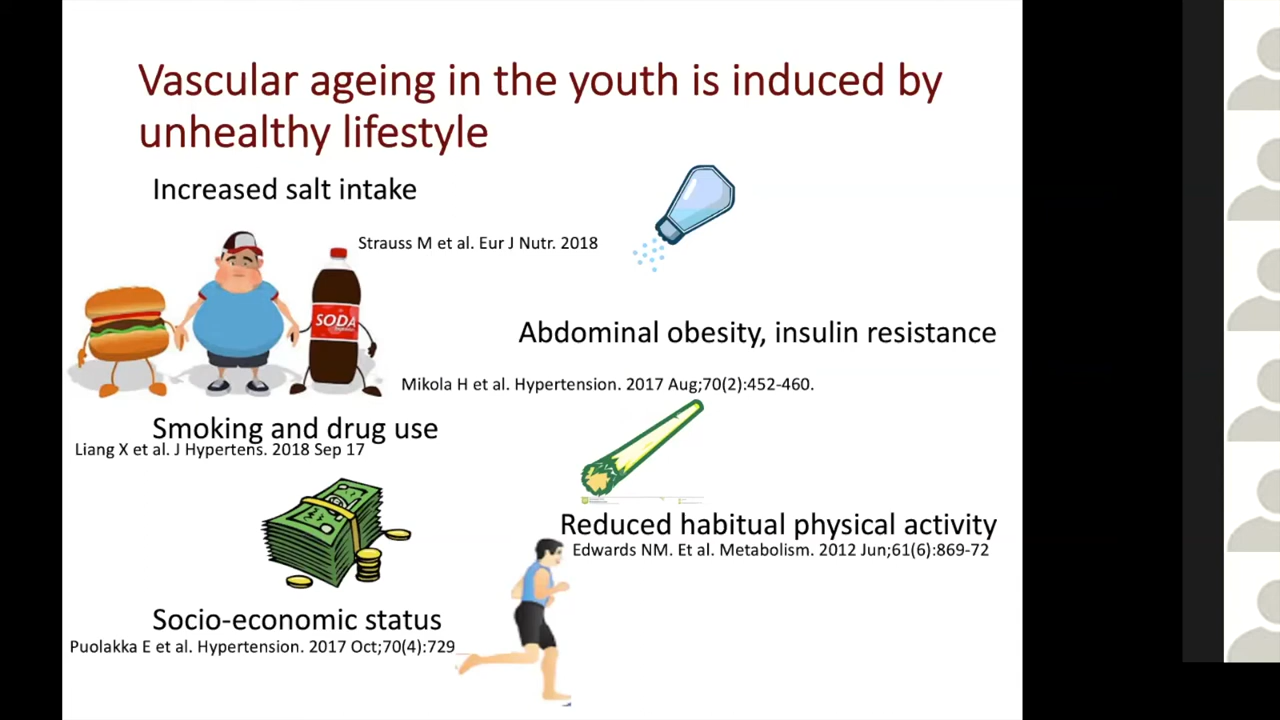 Vascular ageing in the youth is induced by
unhealthy lifestyle
Increased salt intake
Strauss M et al. Eur J Nutr. 2018
SODA
Abdominal obesity, insulin resistance
Mikola H et al. Hypertension. 2017 Aug;70(2):452-460.
Smoking and drug use
Liang X et al. J Hypertens. 2018 Sep 17
Reduced habitual physical activity
Edwards NM. Et al. Metabolism. 2012 Jun;61(6):869-72
Socio-economic status
Puolakka E et al. Hypertension. 2017 Oct;70(4):729